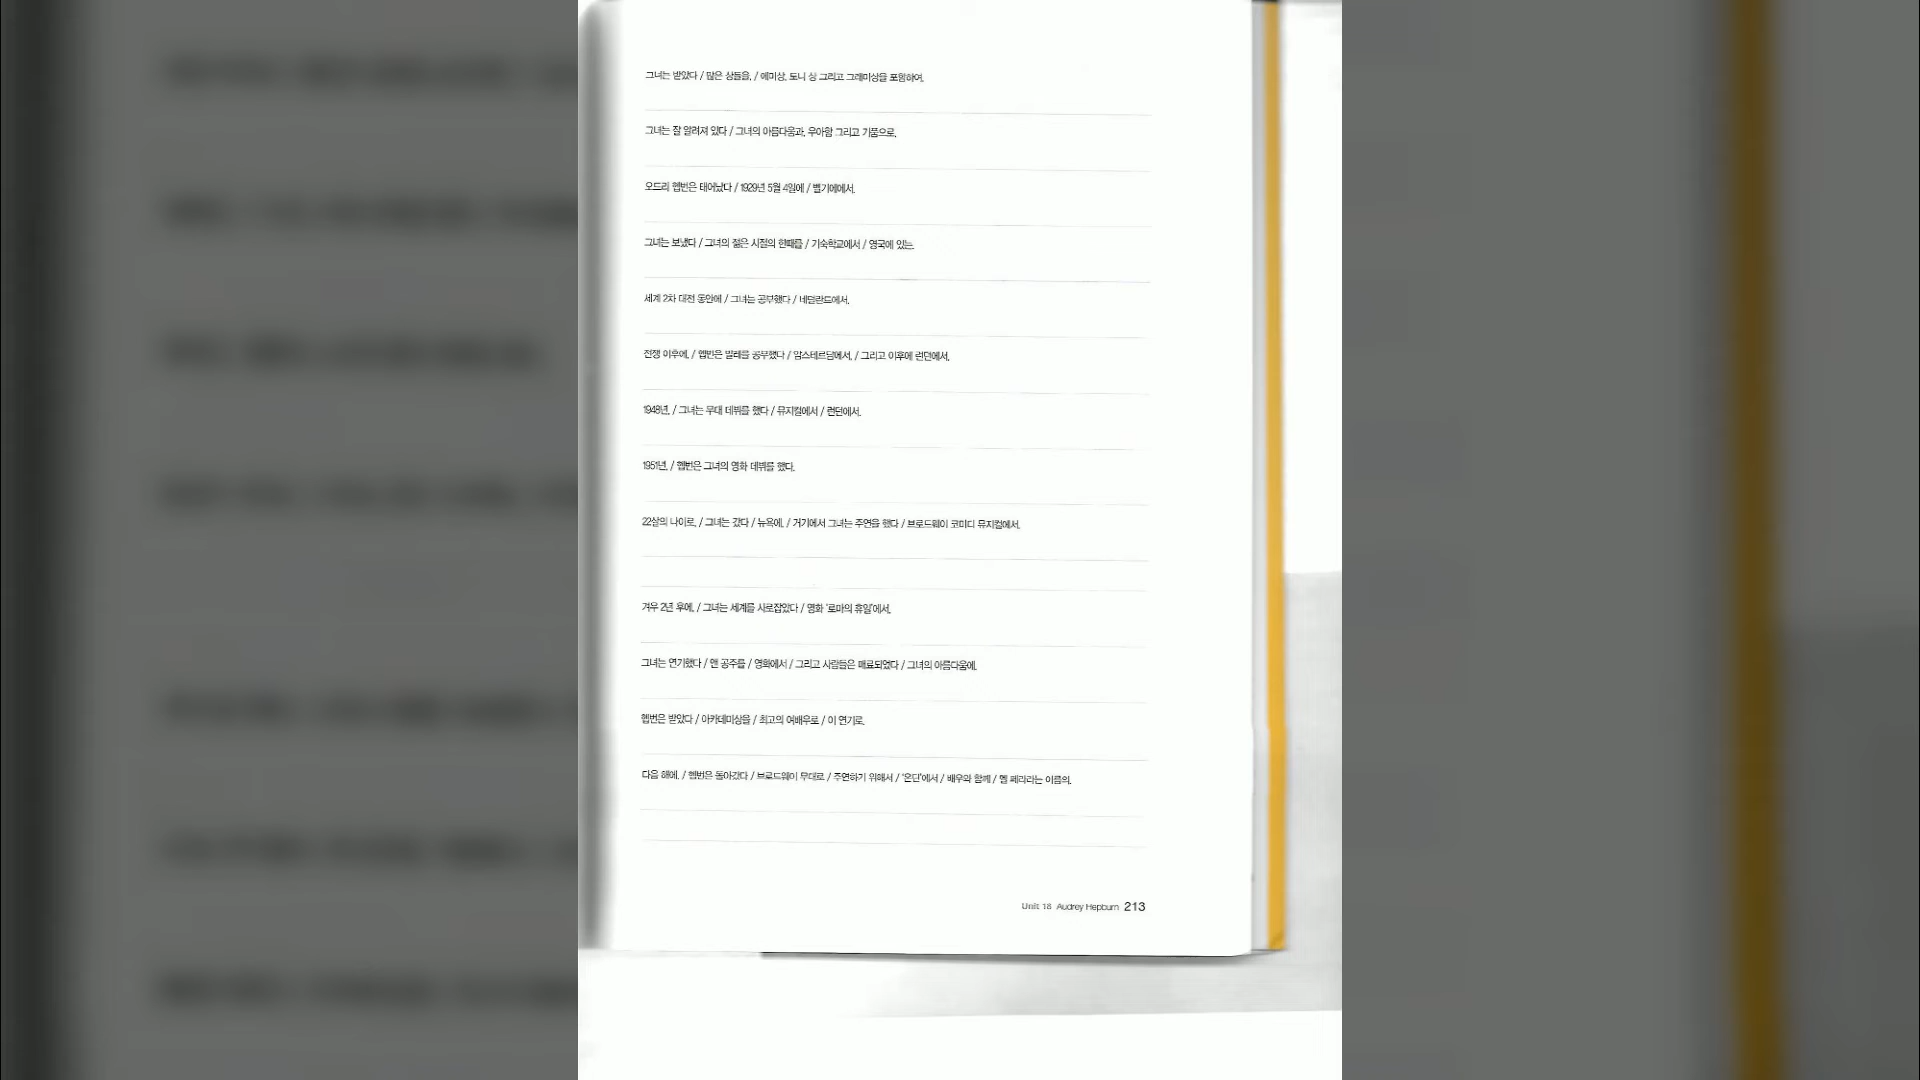 그녀는 받았다 / 많은 상들을, / 에미상, 토니 상 그리고 그래미상을 포함하여.
그녀는 잘 알려져 있다 / 그녀의 아름다움과, 우아함 그리고 기품으로.
오드리 헵번은 태어났다 / 1929년 5월 4일에 / 벨기에에서.
그녀는 보냈다 / 그녀의 젊은 시절의 한때를 / 기숙학교에서 / 영국에 있는.
세계 2차 대전 동안에 / 그녀는 공부했다 / 네덜란드에서.
전쟁 이후에, / 헵번은 발레를 공부했다 / 암스테르담에서, / 그리고 이후에 런던에서.
1948년, / 그녀는 무대 데뷔를 했다 / 뮤지컬에서 / 런던에서.
1951년, / 헵번은 그녀의 영화 데뷔를 했다.
22살의 나이로, / 그녀는 갔다 / 뉴욕에, / 거기에서 그녀는 주연을 했다 / 브로드웨이 코미디 뮤지컬에서.
겨우 2년 후에, / 그녀는 세계를 사로잡았다 / 영화 '로마의 휴일'에서.
그녀는 연기했다 / 앤 공주를 / 영화에서 / 그리고 사람들은 매료되었다 / 그녀의 아름다움에.
헵번은 받았다 / 아카데미상을 / 최고의 여배우로 / 이 연기로.
다음 해에, / 헵번은 돌아갔다 / 브로드웨이 무대로 / 주연하기 위해서 / '온딘'에서 / 배우와 함께 / 멜 페라라는 이름의.
Unit 18 Audrey Hepburn 213